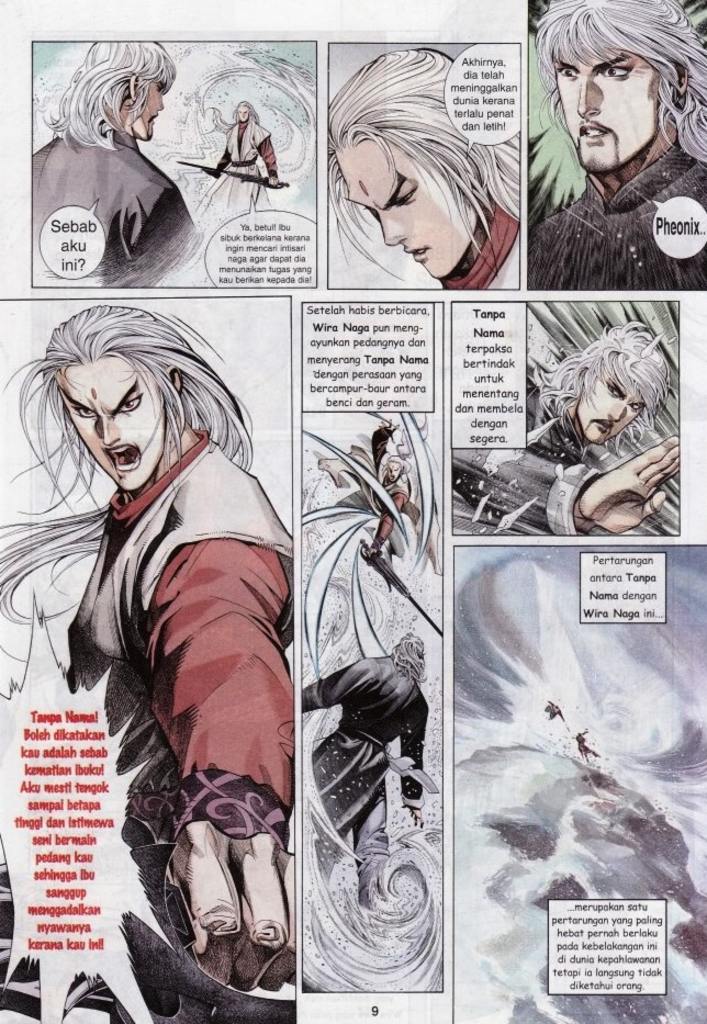 Sebab
aku
ini?
Ya, betul! Ibu
sibuk berkelana kerana
ingin mencari intisari
naga agar dapat dia
menunaikan tugas yang
kau berikan kepada dia!
Akhirnya,
dia telah
meninggalkan
dunia kerana
terlalu penat
dan letih!
Pheonix..
Tanpa Nama!
Boleh dikatakan
kau adalah sebab
kematian ibuku!
Aku mesti tengok
sampai betapa
tinggi dan istimewa
seni bermain
pedang kau
sehingga ibu
sanggup
menggadaikan
nyawanya
kerana kau ini!
Setelah habis berbicara,
Wira Naga pun meng-
ayunkan pedangnya dan
menyerang Tanpa Nama
dengan perasaan yang
bercampur-baur antara
benci dan geram.
Tanpa
Nama
terpaksa
bertindak
untuk
menentang
dan membela
dengan
segera.
Pertarungan
antara Tanpa
Nama dengan
Wira Naga ini...
...merupakan satu
pertarungan yang paling
hebat pernah berlaku
pada kebelakangan ini
di dunia kepahlawanan
tetapi ia langsung tidak
diketahui orang.
9